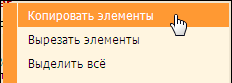 Копировать элементы
Вырезать элементы
Выделить всё